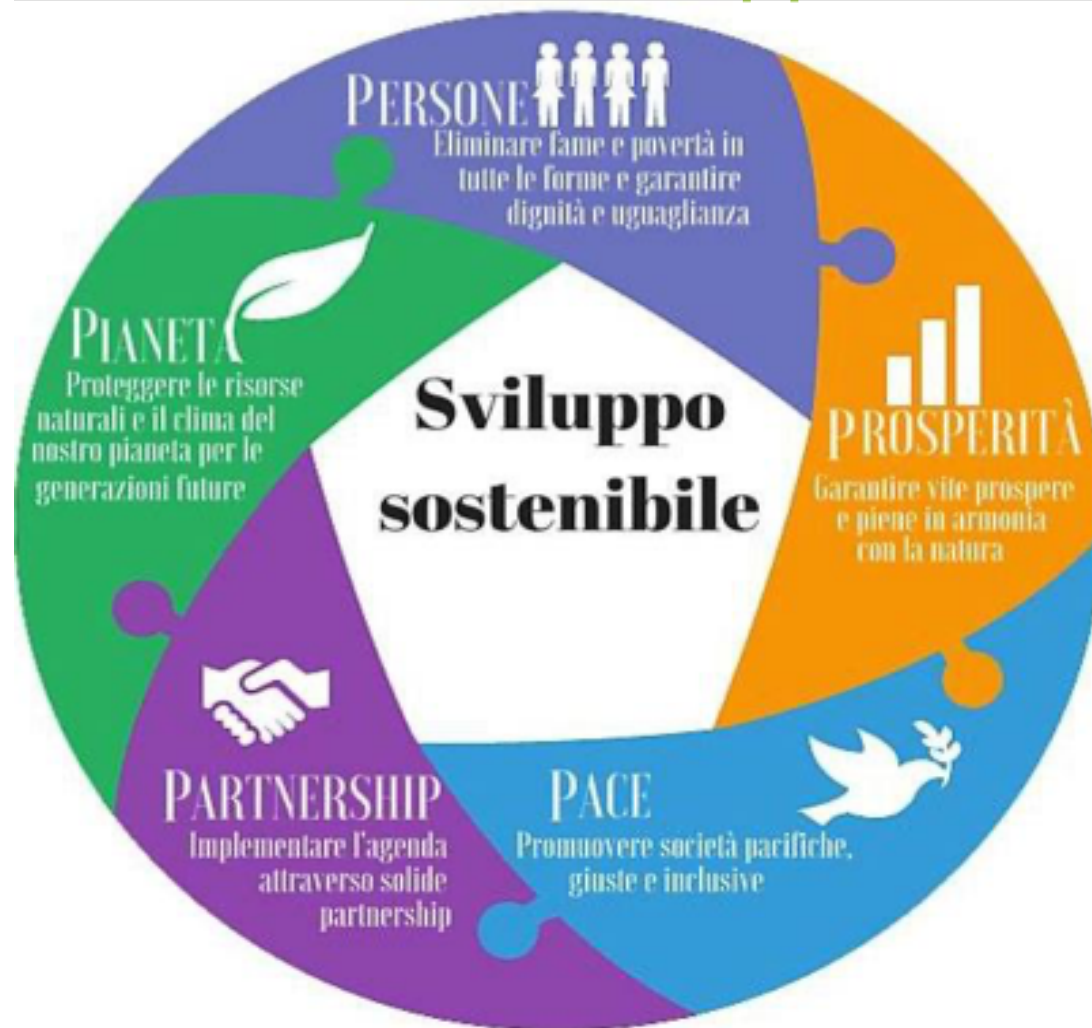 PERSONE
Eliminare fame e povertà in
tutte le forme e garantire
dignità e uguaglianza
PIANETA
Proteggere le risorse
naturali e il clima del
nostro pianeta per le
generazioni future
Sviluppo
sostenibile
PROSPERITÀ
Garantire vite prospere
e piene in armonia
con la natura
PARTNERSHIP
Implementare l'agenda
attraverso solide
partnership
PACE
Promuovere società pacifiche,
giuste e inclusive